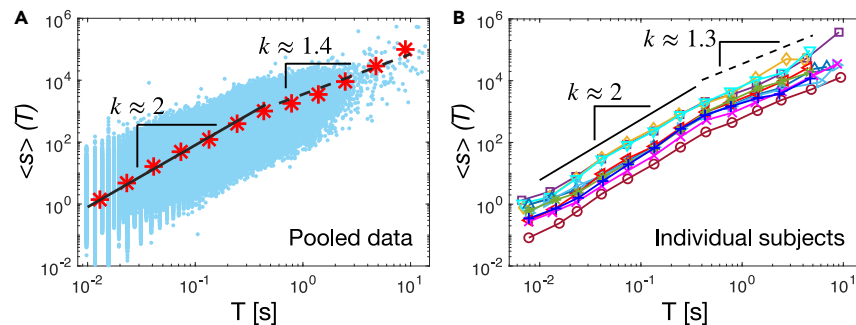 A
<s> (T)
10^6
10^4
10^2
10^0
10^-2
k ≈ 2
k ≈ 1.4
Pooled data
10^-2
10^-1
10^0
10^1
T [s]
B
<s> (T)
10^6
10^4
10^2
10^0
10^-2
k ≈ 2
k ≈ 1.3
Individual subjects
10^-2
10^-1
10^0
10^1
T [s]